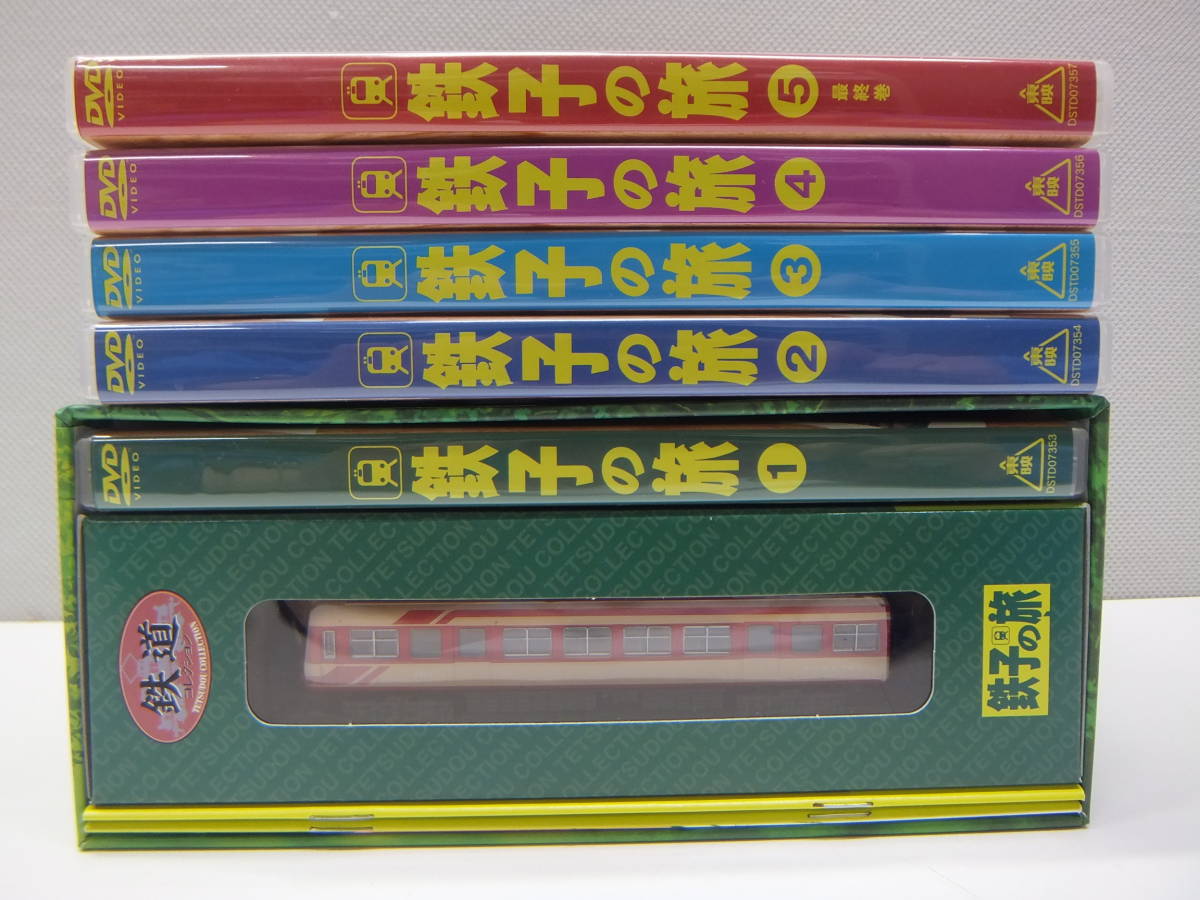 DVD VIDEO 鉄子の旅 5 最終巻 東映 DSTD07357
DVD VIDEO 鉄子の旅 4 東映 DSTD07356
DVD VIDEO 鉄子の旅 3 東映 DSTD07355
DVD VIDEO 鉄子の旅 2 東映 DSTD07354
DVD VIDEO 鉄子の旅 1 東映 DSTD07353
TETSUDOU COLLECTION
鉄道
コレクション
TETSUDOU COLLECTION
鉄子の旅